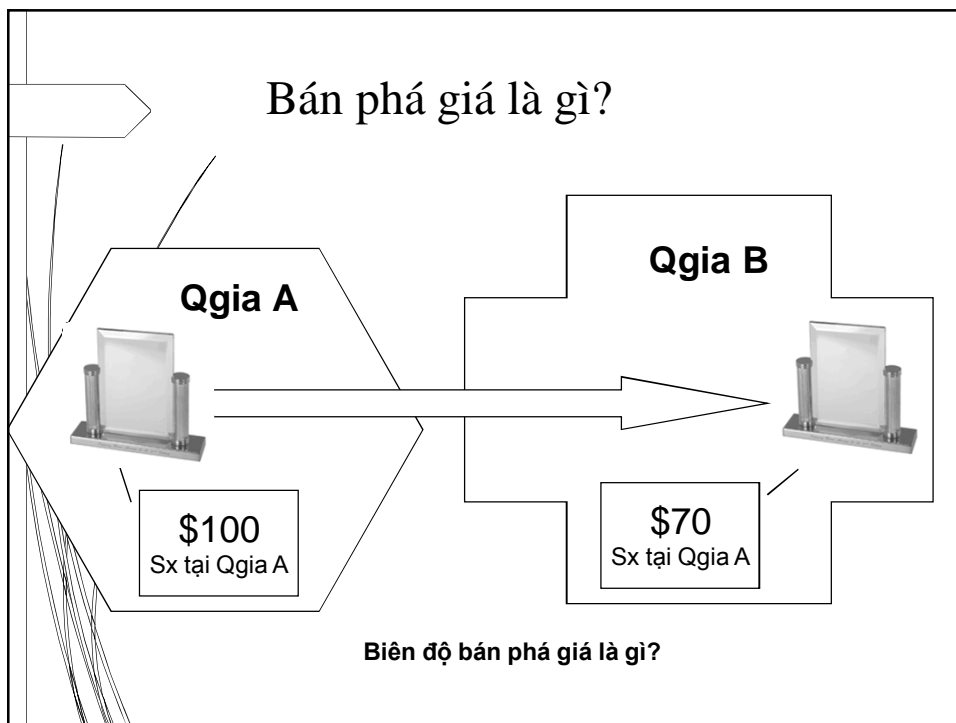 Bán phá giá là gì?
Qgia A
Qgia B
$100
Sx tại Qgia A
$70
Sx tại Qgia A
Biên độ bán phá giá là gì?